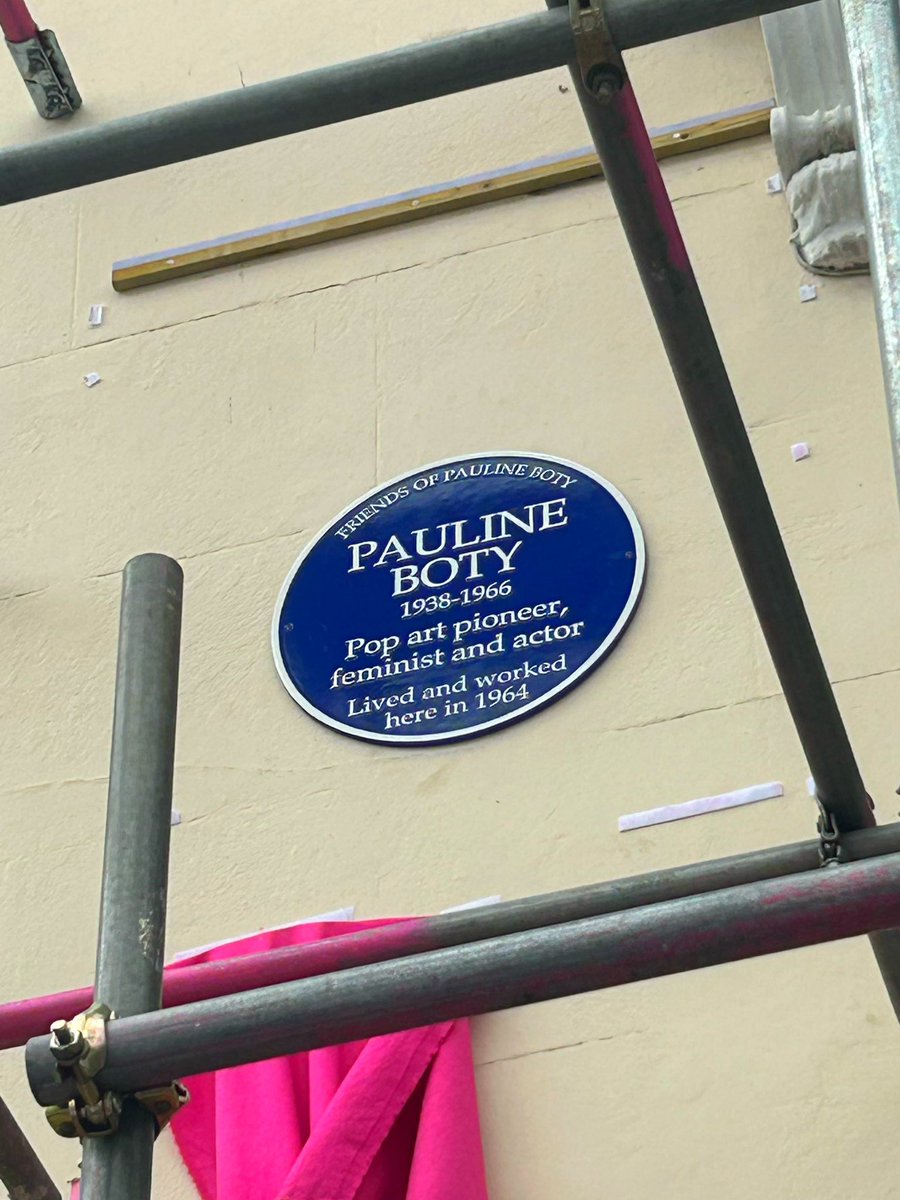 FRIENDS OF PAULINE BOTY
PAULINE
BOTY
1938-1966
Pop art pioneer,
feminist and actor
Lived and worked
here in 1964